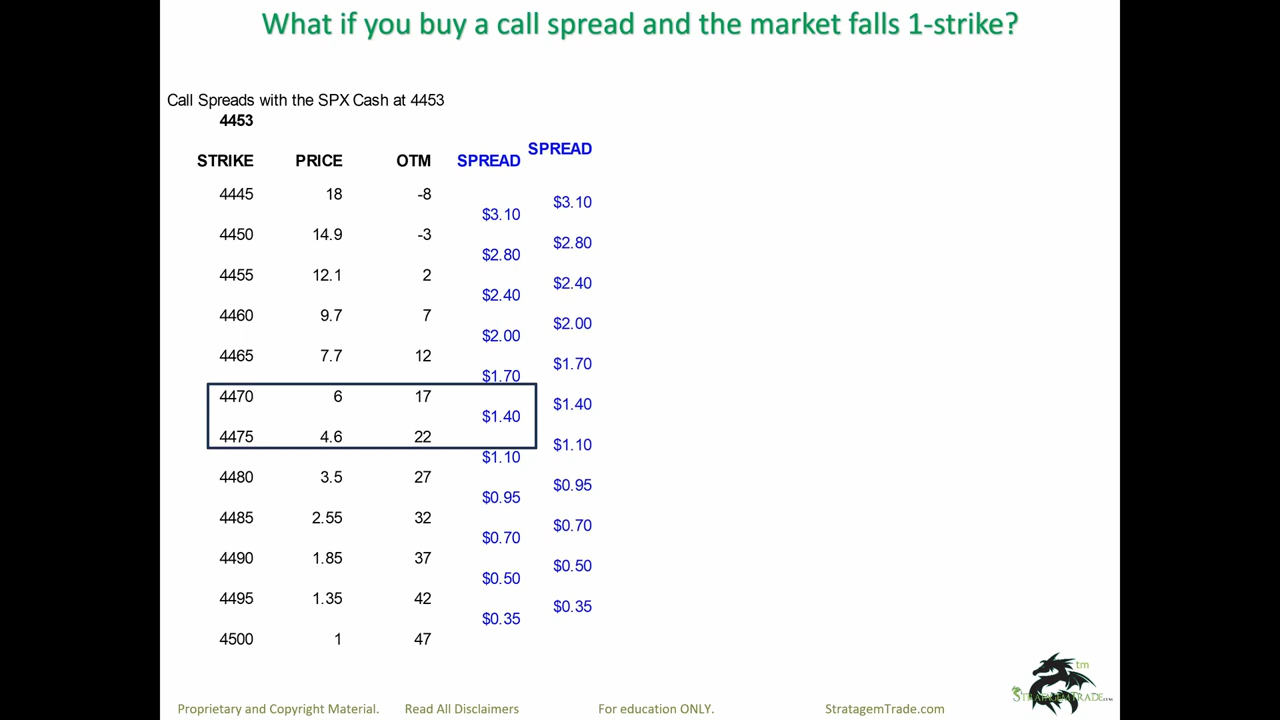 What if you buy a call spread and the market falls 1-strike?
Call Spreads with the SPX Cash at 4453
4453
STRIKE PRICE OTM SPREAD SPREAD
4445 18 -8
$3.10 $3.10
4450 14.9 -3
$2.80 $2.80
4455 12.1 2
$2.40 $2.40
4460 9.7 7
$2.00 $2.00
4465 7.7 12
$1.70 $1.70
4470 6 17
$1.40 $1.40
4475 4.6 22
$1.10 $1.10
4480 3.5 27
$0.95 $0.95
4485 2.55 32
$0.70 $0.70
4490 1.85 37
$0.50 $0.50
4495 1.35 42
$0.35 $0.35
4500 1 47
tm
STRATAGEMTRADE.com
Proprietary and Copyright Material. Read All Disclaimers For education ONLY. StratagemTrade.com